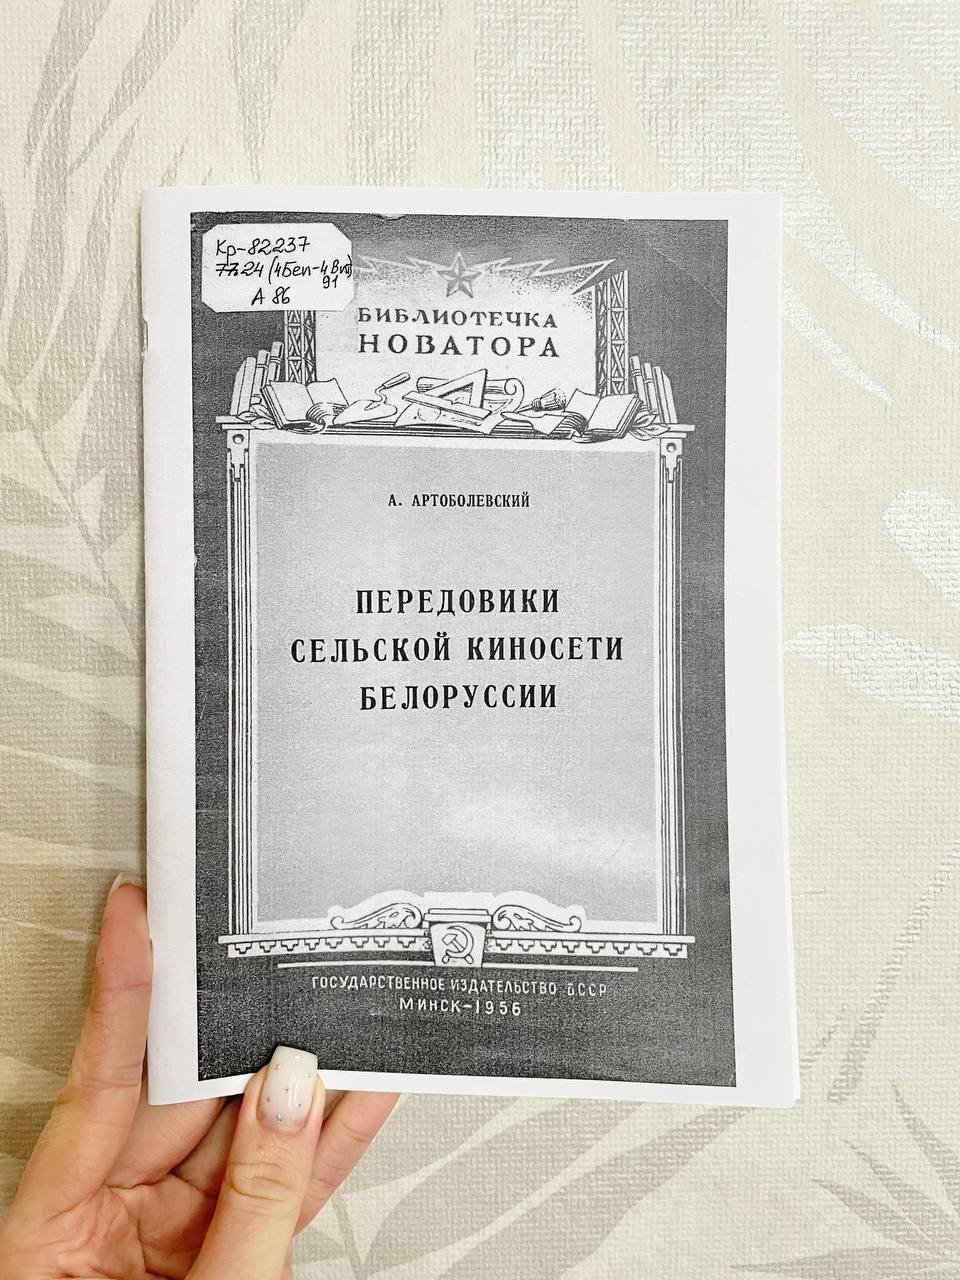 Кр-82237
77.24 (4Беи-4Вит)
91
А 86
БИБЛИОТЕЧКА
НОВАТОРА
А. АРТОБОЛЕВСКИЙ
ПЕРЕДОВИКИ
СЕЛЬСКОЙ КИНОСЕТИ
БЕЛОРУССИИ
ГОСУДАРСТВЕННОЕ ИЗДАТЕЛЬСТВО БССР
МИНСК-1956